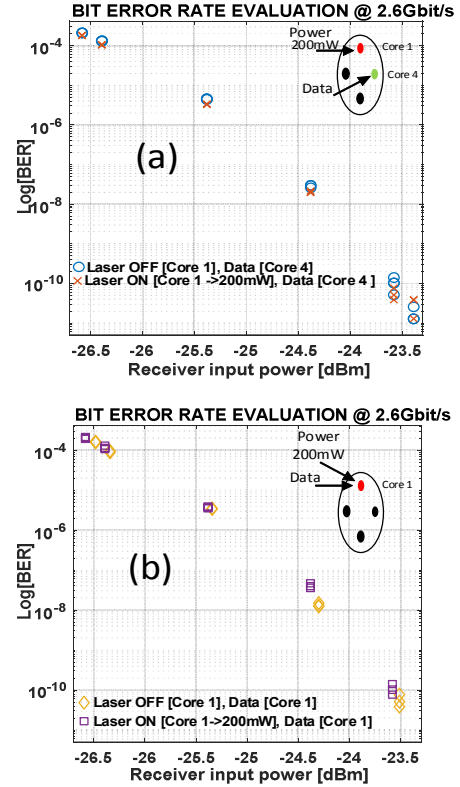 BIT ERROR RATE EVALUATION @ 2.6Gbit/s
Power
200mW
Core 1
Data
Core 4
(a)
Log[BER]
10-4
10-6
10-8
10-10
Laser OFF [Core 1], Data [Core 4]
Laser ON [Core 1 ->200mW], Data [Core 4 ]
-26.5 -26 -25.5 -25 -24.5 -24 -23.5
Receiver input power [dBm]
BIT ERROR RATE EVALUATION @ 2.6Gbit/s
Power
200mW
Data
Core 1
(b)
Log[BER]
10-4
10-6
10-8
10-10
Laser OFF [Core 1], Data [Core 1]
Laser ON [Core 1->200mW], Data [Core 1]
-26.5 -26 -25.5 -25 -24.5 -24 -23.5
Receiver input power [dBm]